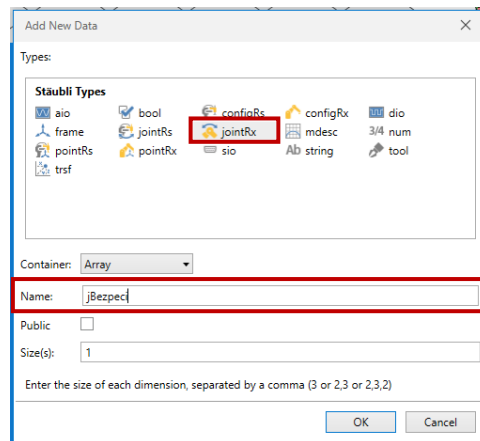 Add New Data
Types:
Stäubli Types
aio bool configRs configRx dio
frame jointRs jointRx mdesc 3/4 num
pointRs pointRx sio Ab string tool
trsf
Container: Array
Name: jBezpeci
Public
Size(s): 1
Enter the size of each dimension, separated by a comma (3 or 2,3 or 2,3,2)
OK Cancel